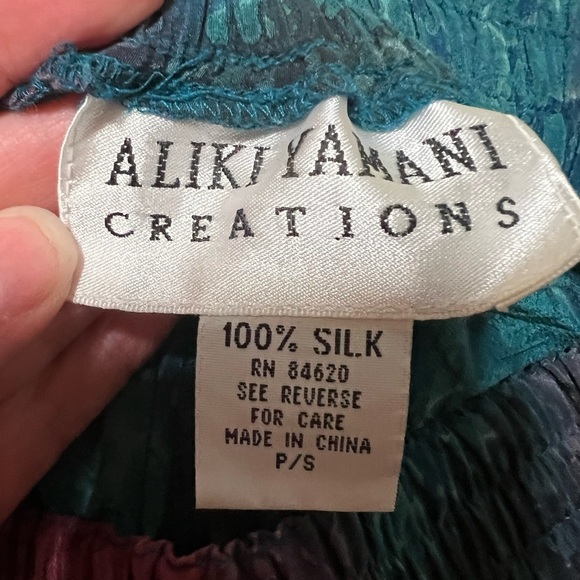 ALIKI YAMANI
CREATIONS
100% SILK
RN 84620
SEE REVERSE
FOR CARE
MADE IN CHINA
P/S